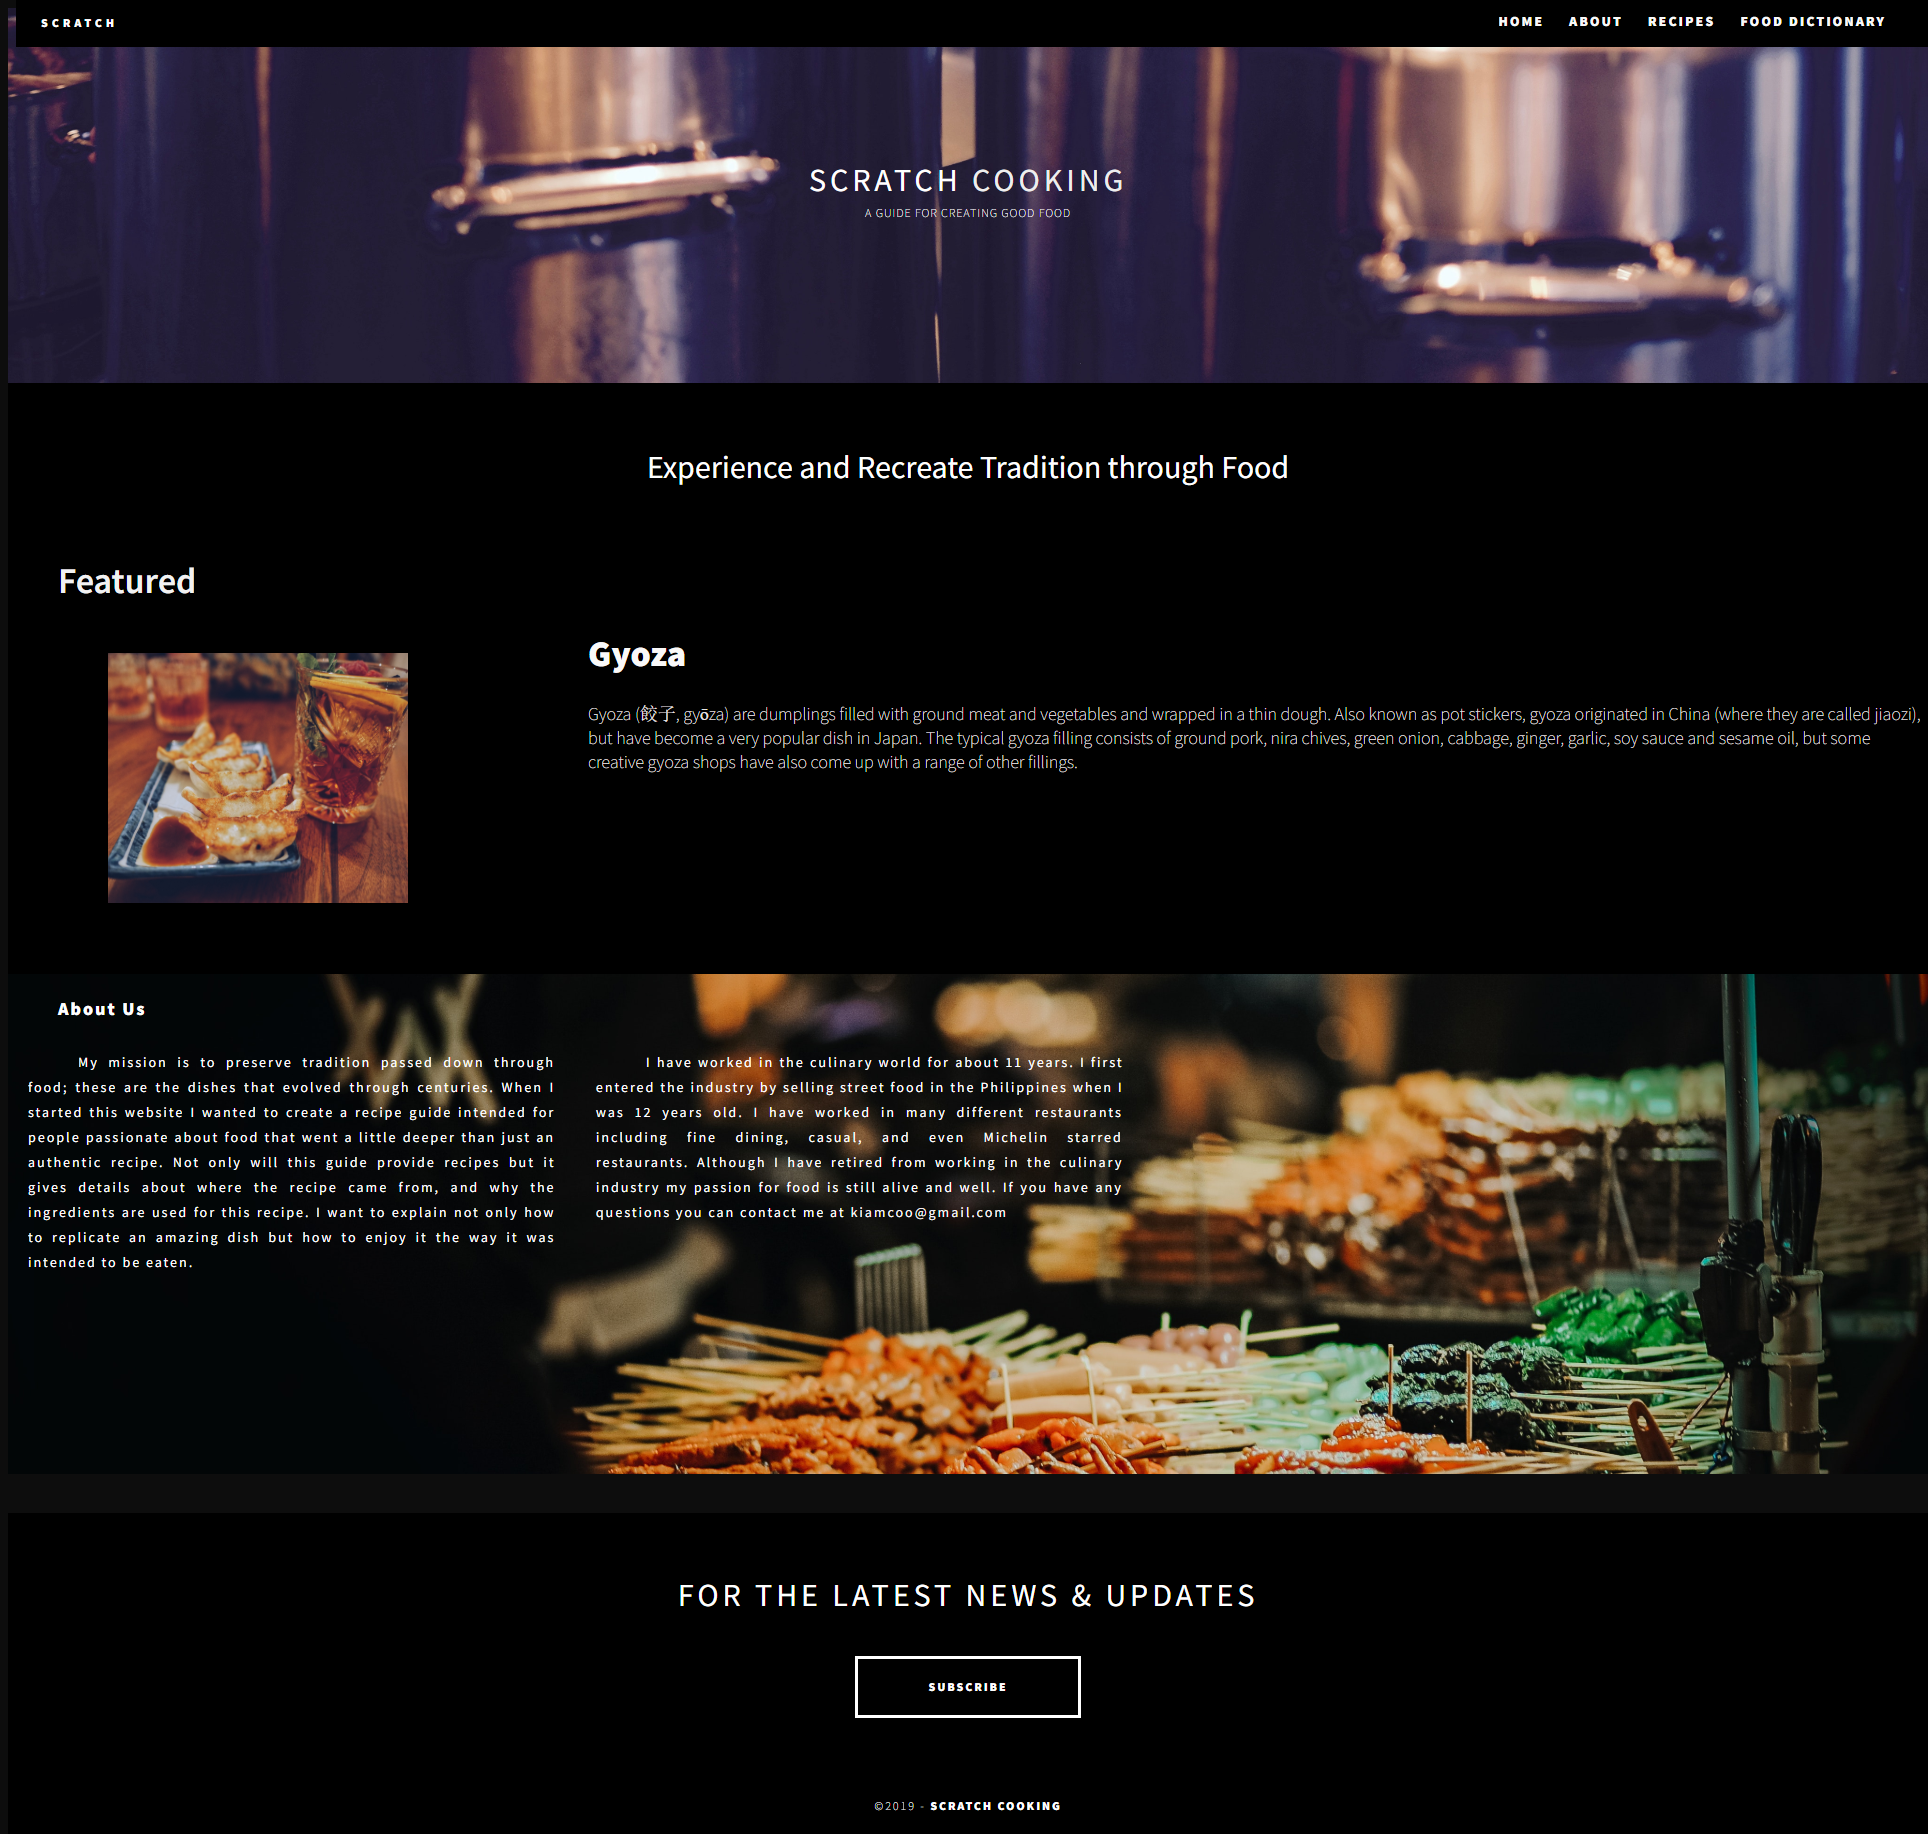 SCRATCH
HOME ABOUT RECIPES FOOD DICTIONARY
SCRATCH COOKING
A GUIDE FOR CREATING GOOD FOOD
Experience and Recreate Tradition through Food
Featured
Gyoza
Gyoza (餃子, gyōza) are dumplings filled with ground meat and vegetables and wrapped in a thin dough. Also known as pot stickers, gyoza originated in China (where they are called jiaozi),
but have become a very popular dish in Japan. The typical gyoza filling consists of ground pork, nira chives, green onion, cabbage, ginger, garlic, soy sauce and sesame oil, but some
creative gyoza shops have also come up with a range of other fillings.
About Us
My mission is to preserve tradition passed down through
food; these are the dishes that evolved through centuries. When I
started this website I wanted to create a recipe guide intended for
people passionate about food that went a little deeper than just an
authentic recipe. Not only will this guide provide recipes but it
gives details about where the recipe came from, and why the
ingredients are used for this recipe. I want to explain not only how
to replicate an amazing dish but how to enjoy it the way it was
intended to be eaten.
I have worked in the culinary world for about 11 years. I first
entered the industry by selling street food in the Philippines when I
was 12 years old. I have worked in many different restaurants
including fine dining, casual, and even Michelin starred
restaurants. Although I have retired from working in the culinary
industry my passion for food is still alive and well. If you have any
questions you can contact me at kiamcoo@gmail.com
FOR THE LATEST NEWS & UPDATES
SUBSCRIBE
©2019 - SCRATCH COOKING